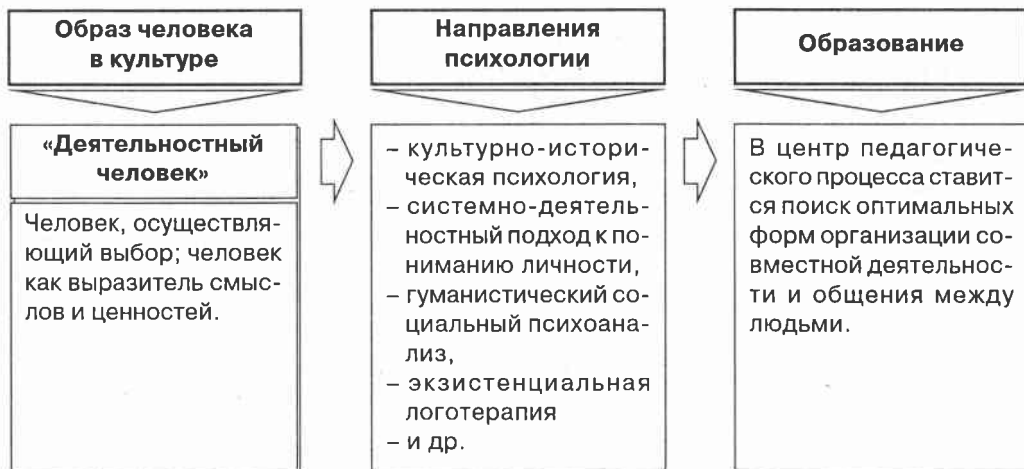 Образ человека
в культуре
Направления
психологии
Образование
«Деятельностный
человек»
Человек, осуществля-
ющий выбор; человек
как выразитель смыс-
лов и ценностей.
– культурно-истори-
ческая психология,
– системно-деятель-
ностный подход к по-
ниманию личности,
– гуманистический со-
циальный психоана-
лиз,
– экзистенциальная
логотерапия
– и др.
В центр педагогиче-
ского процесса ставит-
ся поиск оптимальных
форм организации со-
вместной деятельнос-
ти и общения между
людьми.